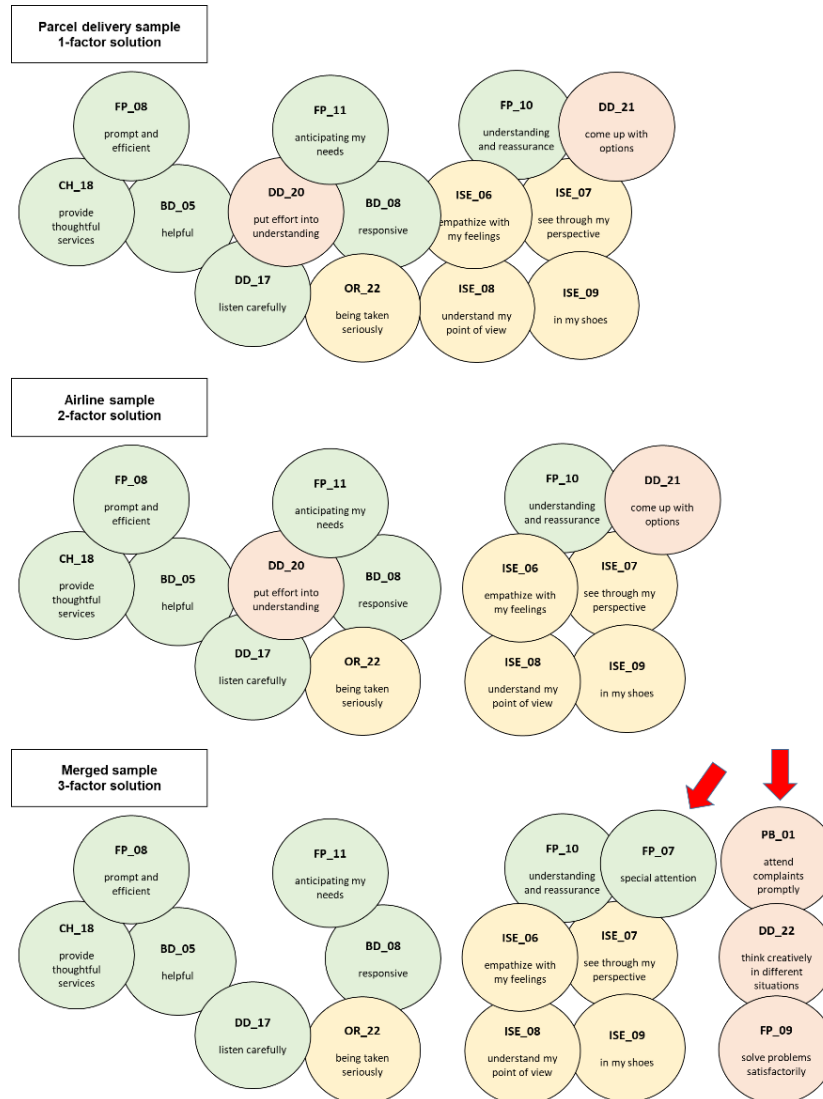 Parcel delivery sample
1-factor solution
FP_08
prompt and
efficient
FP_11
anticipating my
needs
FP_10
understanding
and reassurance
DD_21
come up with
options
CH_18
provide
thoughtful
services
BD_05
helpful
DD_20
put effort into
understanding
BD_08
responsive
ISE_06
empathize with
my feelings
ISE_07
see through my
perspective
DD_17
listen carefully
OR_22
being taken
seriously
ISE_08
understand my
point of view
ISE_09
in my shoes
Airline sample
2-factor solution
FP_08
prompt and
efficient
FP_11
anticipating my
needs
FP_10
understanding
and reassurance
DD_21
come up with
options
CH_18
provide
thoughtful
services
BD_05
helpful
DD_20
put effort into
understanding
BD_08
responsive
ISE_06
empathize with
my feelings
ISE_07
see through my
perspective
DD_17
listen carefully
OR_22
being taken
seriously
ISE_08
understand my
point of view
ISE_09
in my shoes
Merged sample
3-factor solution
FP_08
prompt and
efficient
FP_11
anticipating my
needs
FP_10
understanding
and reassurance
FP_07
special attention
PB_01
attend
complaints
promptly
CH_18
provide
thoughtful
services
BD_05
helpful
BD_08
responsive
ISE_06
empathize with
my feelings
ISE_07
see through my
perspective
DD_22
think creatively
in different
situations
DD_17
listen carefully
OR_22
being taken
seriously
ISE_08
understand my
point of view
ISE_09
in my shoes
FP_09
solve problems
satisfactorily